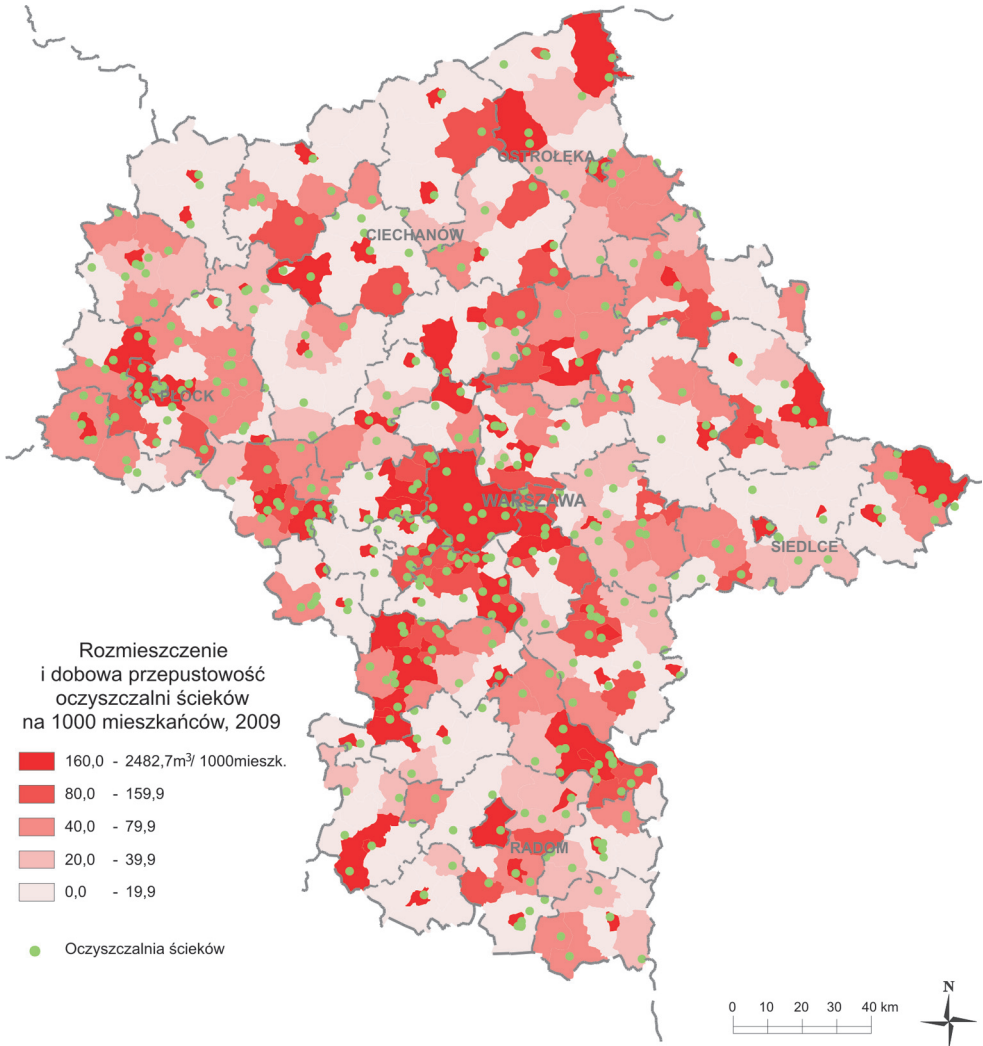 OSTROŁĘKA
CIECHANÓW
PŁOCK
WARSZAWA
SIEDLCE
RADOM
Rozmieszczenie
i dobowa przepustowość
oczyszczalni ścieków
na 1000 mieszkańców, 2009
160,0 - 2482,7m³/ 1000mieszk.
80,0 - 159,9
40,0 - 79,9
20,0 - 39,9
0,0 - 19,9
Oczyszczalnia ścieków
N
0 10 20 30 40 km